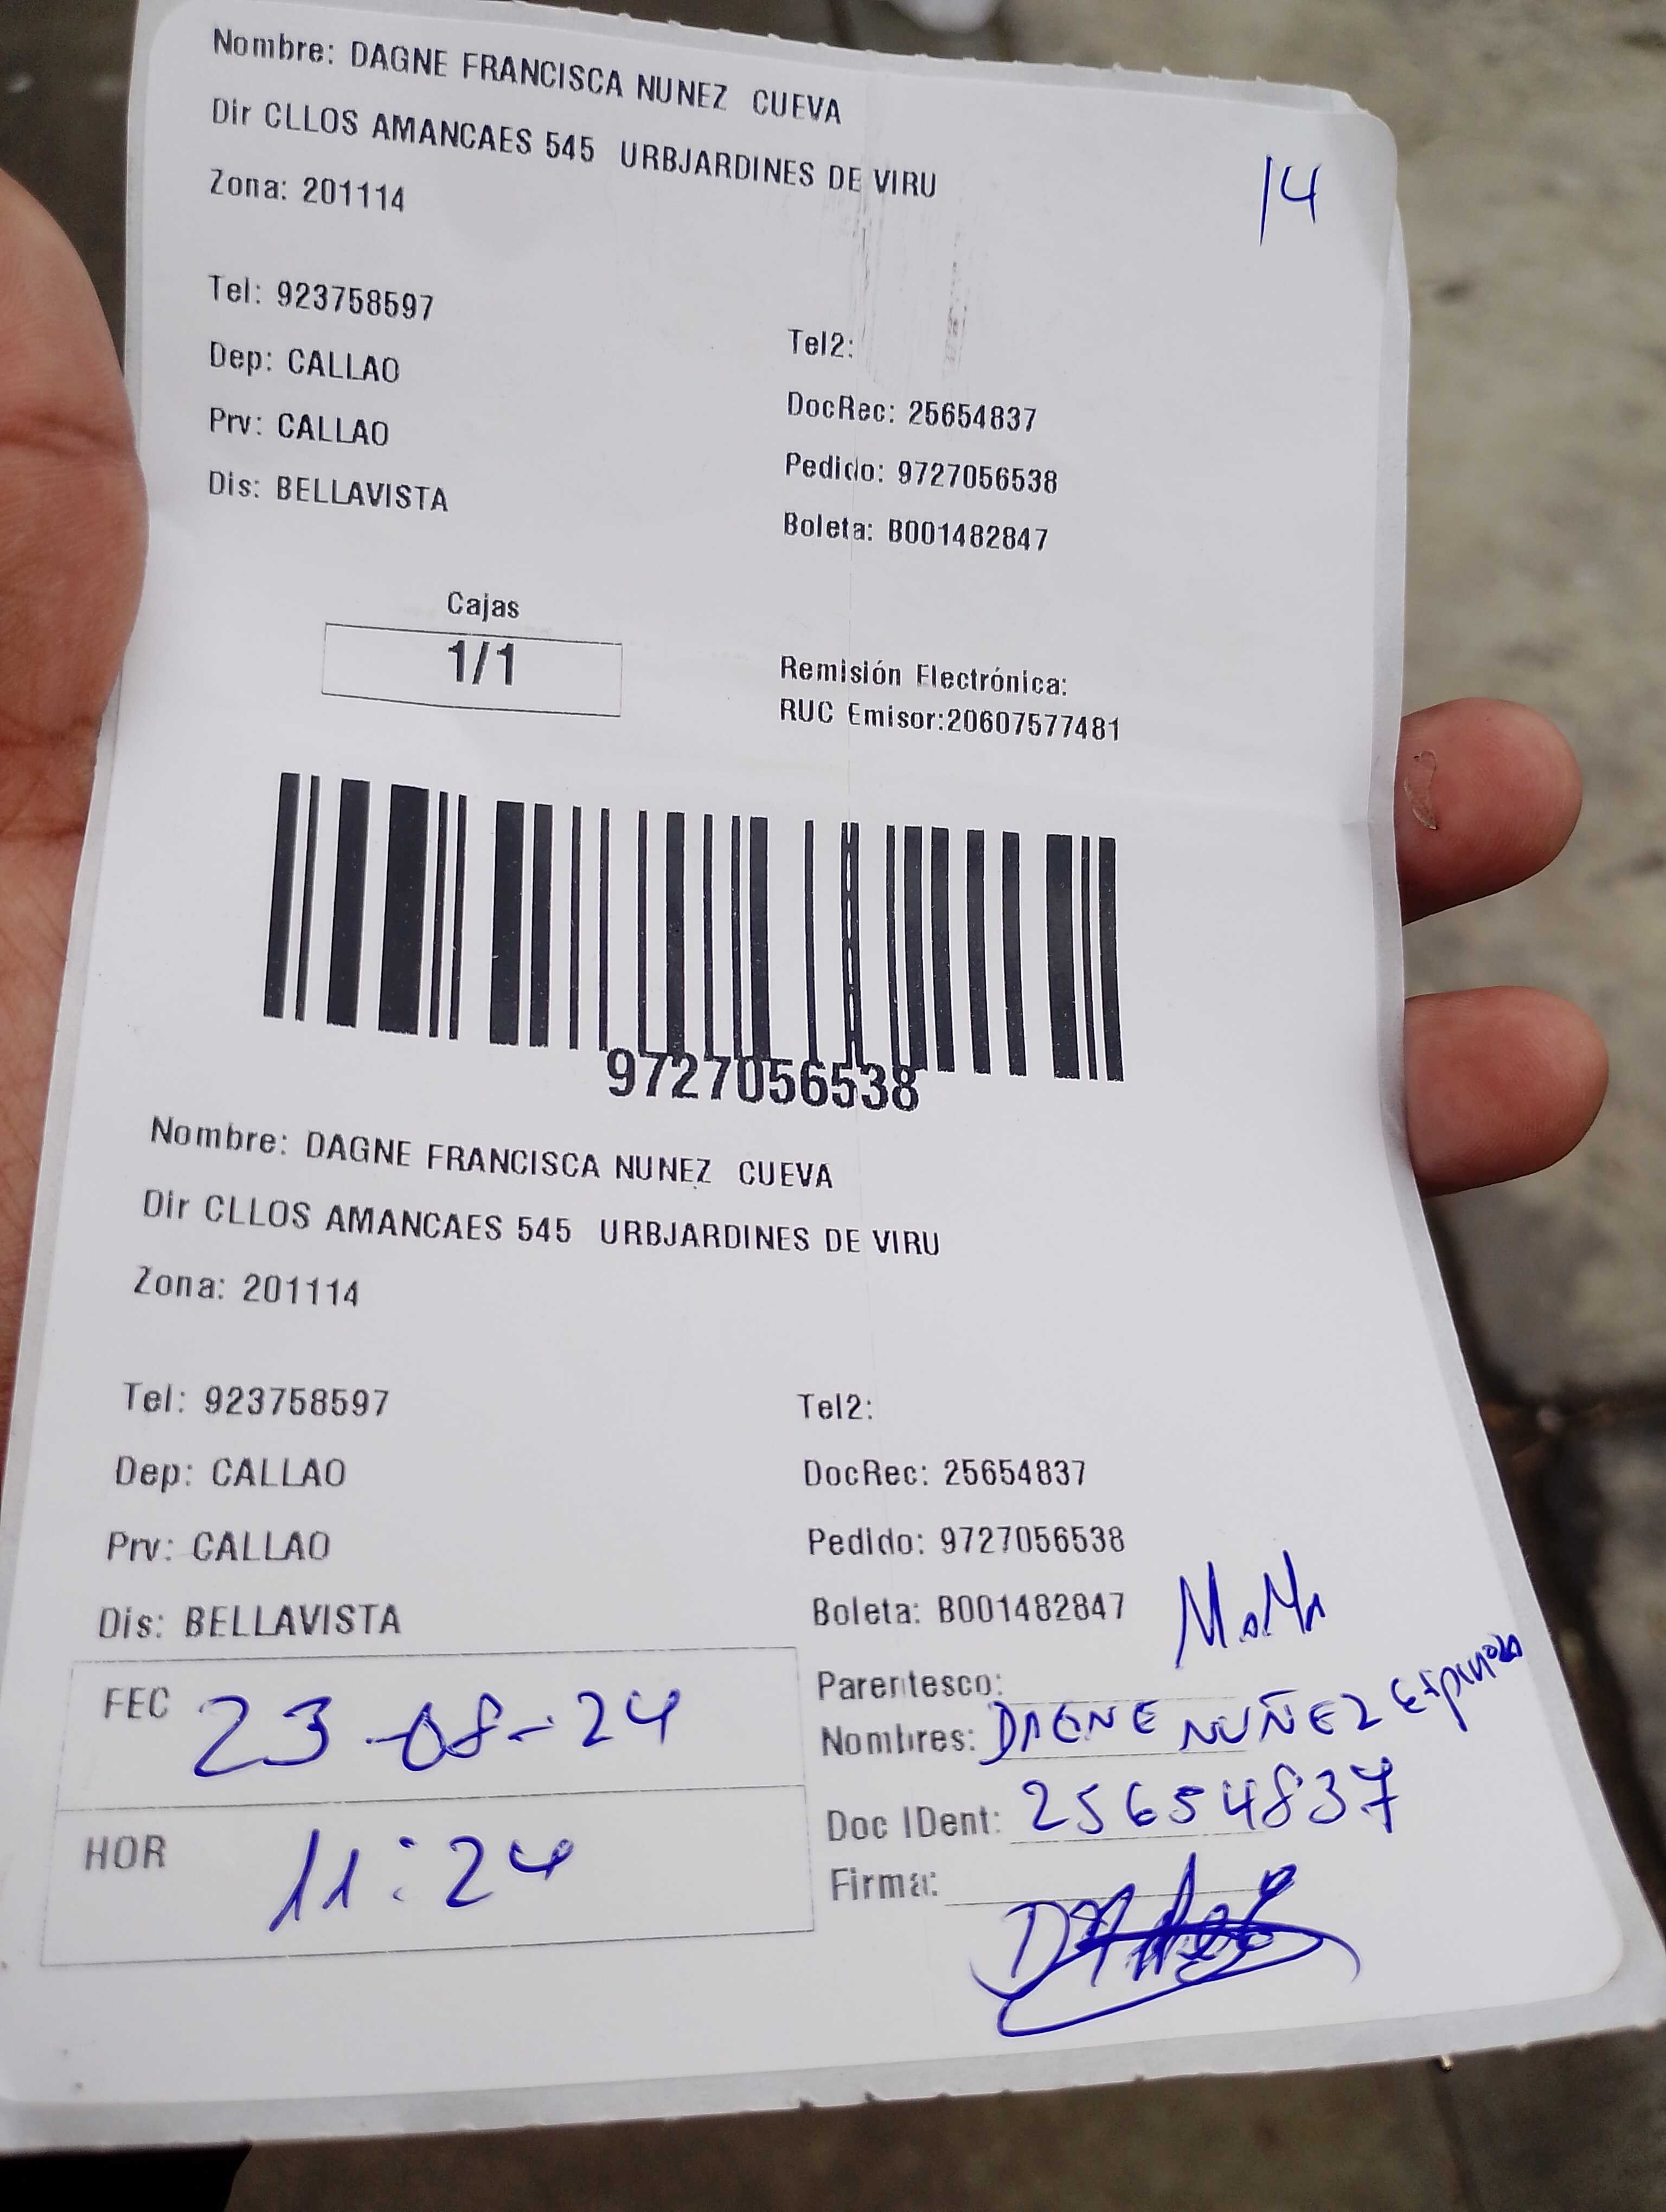 Nombre: DAGNE FRANCISCA NUNEZ CUEVA
Dir CLLOS AMANCAES 545 URBJARDINES DE VIRU
14
Zona: 201114
Tel: 923758597
Tel2:
Dep: CALLAO
DocRec: 25654837
Prv: CALLAO
Pedido: 9727056538
Dis: BELLAVISTA
Boleta: B001482847
Cajas
1/1
Remisión Electrónica:
RUC Emisor:20607577481
9727056538
Nombre: DAGNE FRANCISCA NUNEZ CUEVA
Dir CLLOS AMANCAES 545 URBJARDINES DE VIRU
Zona: 201114
Tel: 923758597
Tel2:
Dep: CALLAO
DocRec: 25654837
Prv: CALLAO
Pedido: 9727056538
Dis: BELLAVISTA
Boleta: B001482847
FEC 23-08-24
Parentesco: MaMa
Nombres: DAGNE NUÑEZ Espinoza
HOR 11:24
Doc IDent: 25654837
Firma: